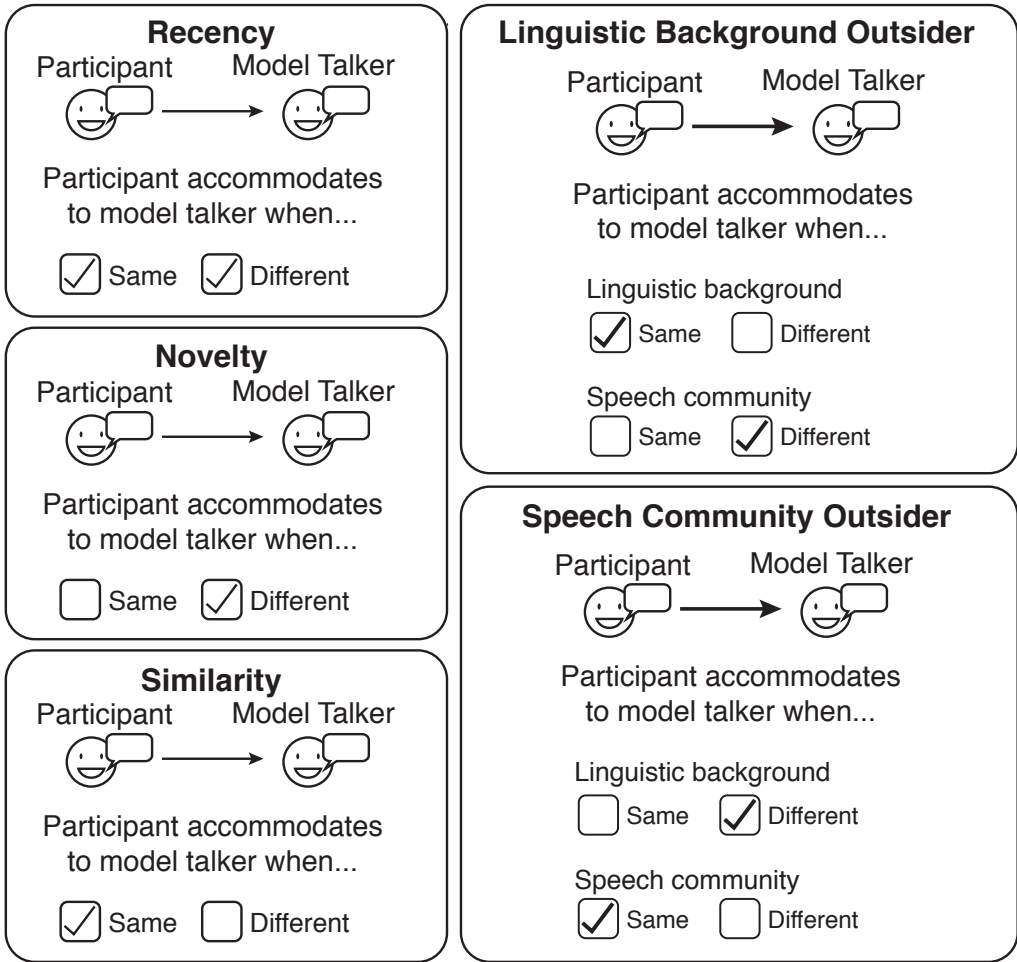 Recency
Participant Model Talker
Participant accommodates
to model talker when...
Same Different
Novelty
Participant Model Talker
Participant accommodates
to model talker when...
Same Different
Similarity
Participant Model Talker
Participant accommodates
to model talker when...
Same Different
Linguistic Background Outsider
Participant Model Talker
Participant accommodates
to model talker when...
Linguistic background
Same Different
Speech community
Same Different
Speech Community Outsider
Participant Model Talker
Participant accommodates
to model talker when...
Linguistic background
Same Different
Speech community
Same Different